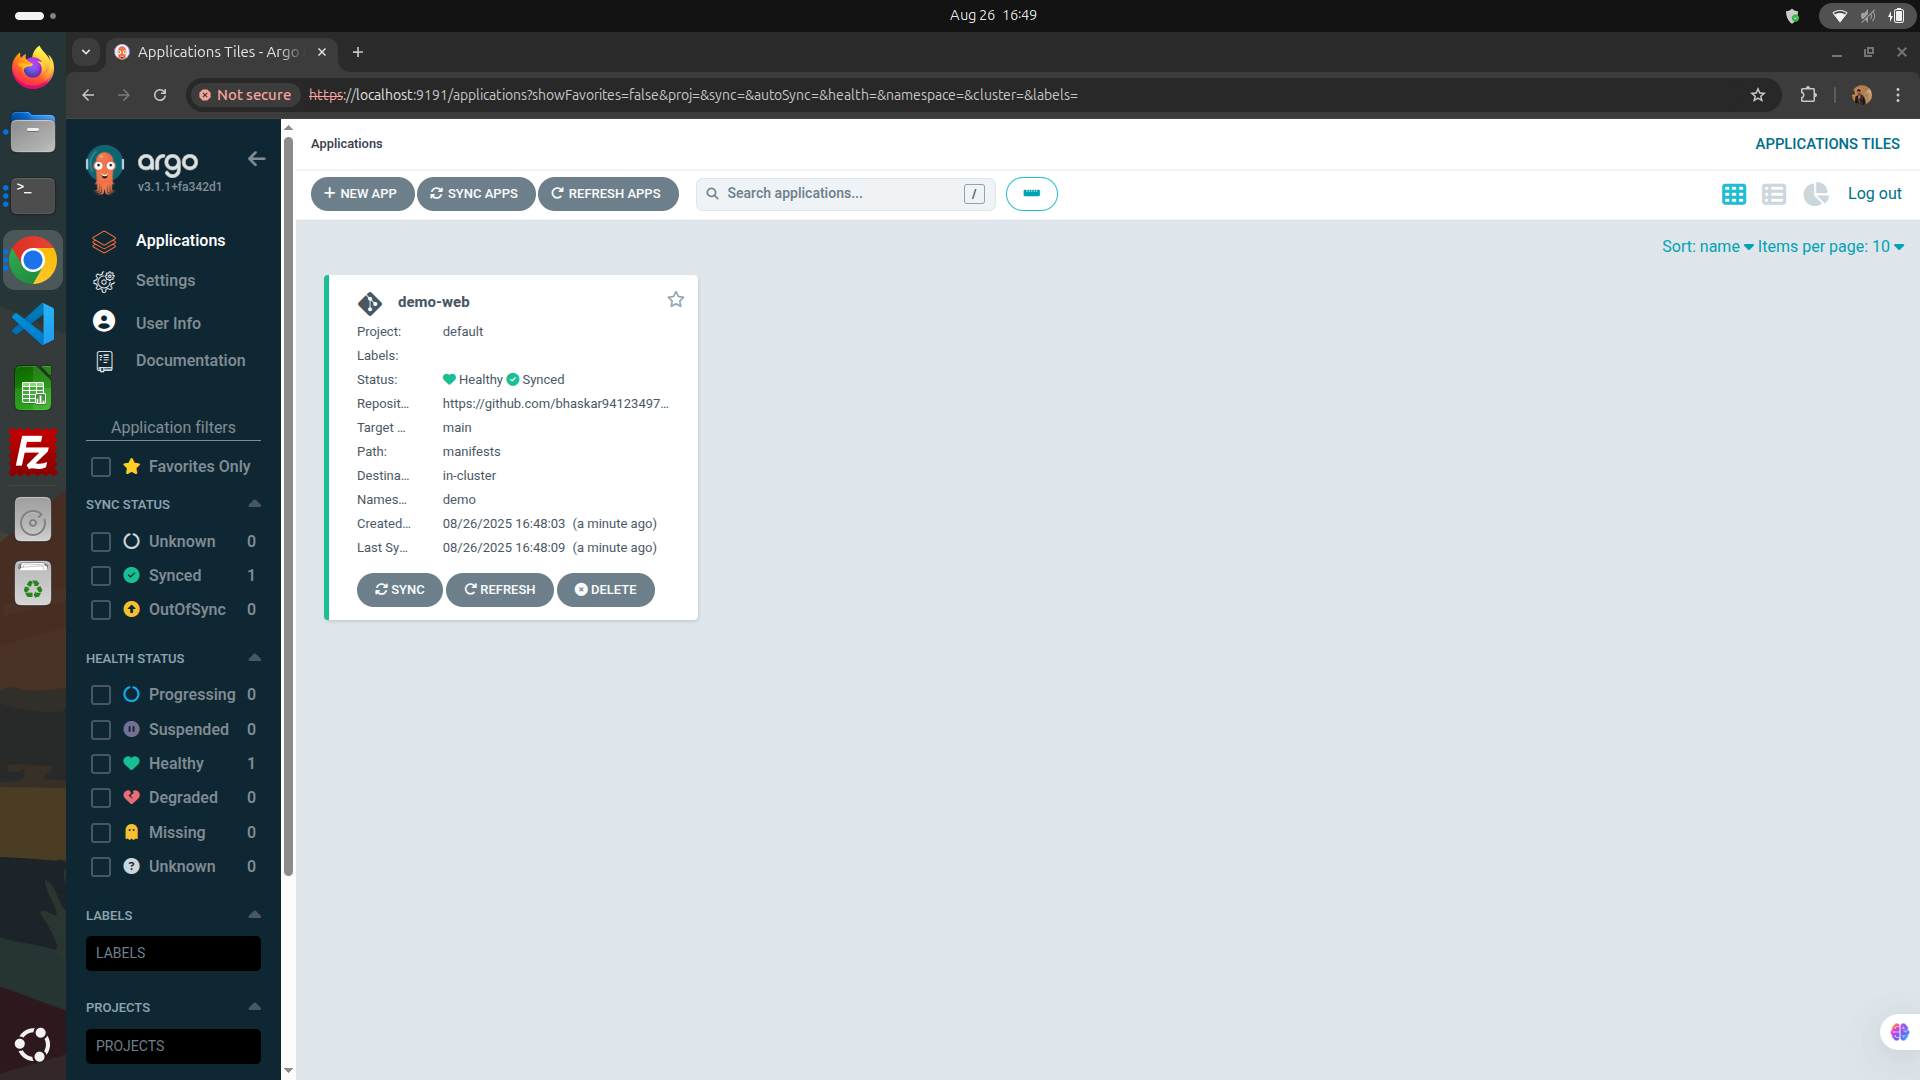 Aug 26 16:49
Applications Tiles - Argo
Not secure https://localhost:9191/applications?showFavorites=false&proj=&sync=&autoSync=&health=&namespace=&cluster=&labels=
argo
v3.1.1+fa342d1
Applications
Settings
User Info
Documentation
Application filters
Favorites Only
SYNC STATUS
Unknown 0
Synced 1
OutOfSync 0
HEALTH STATUS
Progressing 0
Suspended 0
Healthy 1
Degraded 0
Missing 0
Unknown 0
LABELS
LABELS
PROJECTS
PROJECTS
Applications
APPLICATIONS TILES
+ NEW APP SYNC APPS REFRESH APPS Search applications... / Log out
Sort: name Items per page: 10
demo-web
Project: default
Labels:
Status: Healthy Synced
Reposit... https://github.com/bhaskar94123497...
Target ... main
Path: manifests
Destina... in-cluster
Names... demo
Created... 08/26/2025 16:48:03 (a minute ago)
Last Sy... 08/26/2025 16:48:09 (a minute ago)
SYNC REFRESH DELETE